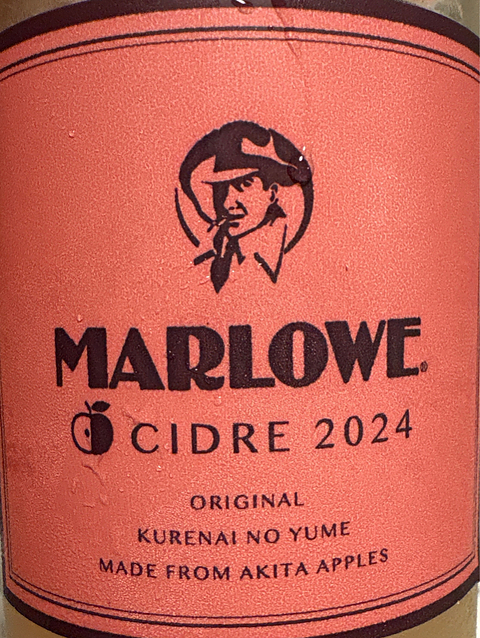 MARLOWE®
CIDRE 2024
ORIGINAL
KURENAI NO YUME
MADE FROM AKITA APPLES